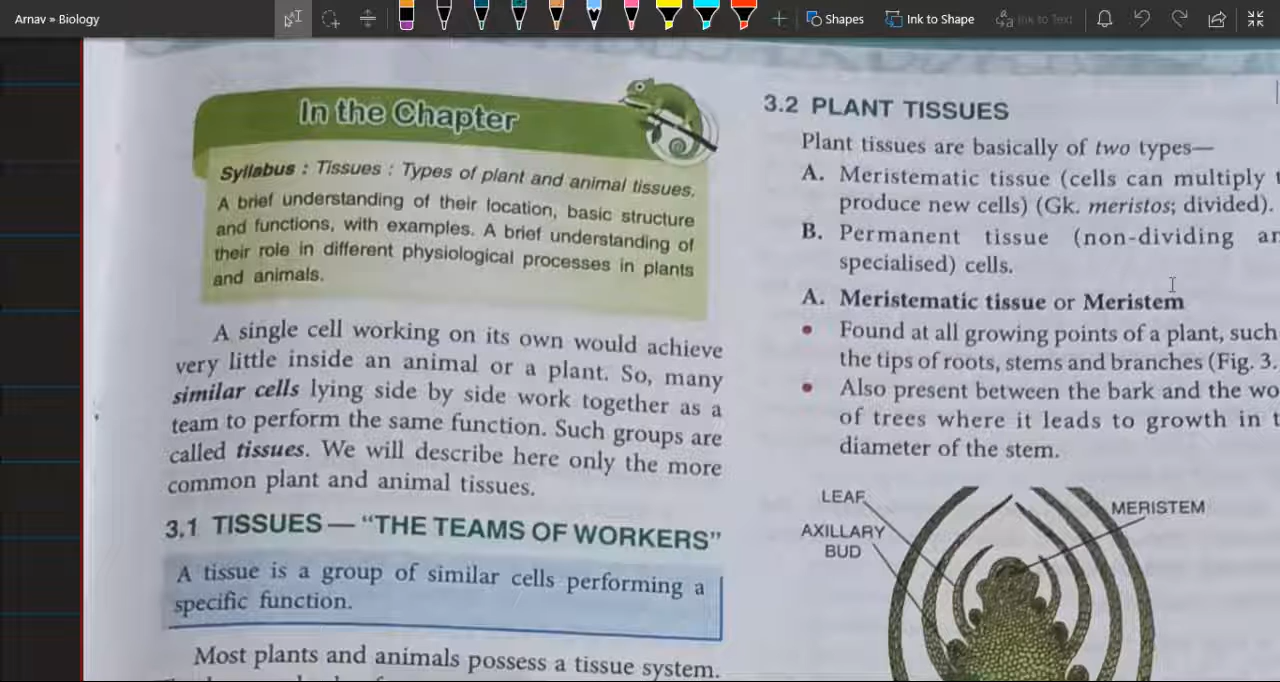 Arnav » Biology
Shapes
Ink to Shape
Ink to Text
In the Chapter
Syllabus : Tissues : Types of plant and animal tissues.
A brief understanding of their location, basic structure
and functions, with examples. A brief understanding of
their role in different physiological processes in plants
and animals.
A single cell working on its own would achieve
very little inside an animal or a plant. So, many
similar cells lying side by side work together as a
team to perform the same function. Such groups are
called tissues. We will describe here only the more
common plant and animal tissues.
3.1 TISSUES — “THE TEAMS OF WORKERS”
A tissue is a group of similar cells performing a
specific function.
Most plants and animals possess a tissue system.
3.2 PLANT TISSUES
Plant tissues are basically of two types—
A. Meristematic tissue (cells can multiply
produce new cells) (Gk. meristos; divided).
B. Permanent tissue (non-dividing
specialised) cells.
A. Meristematic tissue or Meristem
• Found at all growing points of a plant, such
the tips of roots, stems and branches (Fig. 3.
• Also present between the bark and the
of trees where it leads to growth in
diameter of the stem.
LEAF
MERISTEM
AXILLARY
BUD